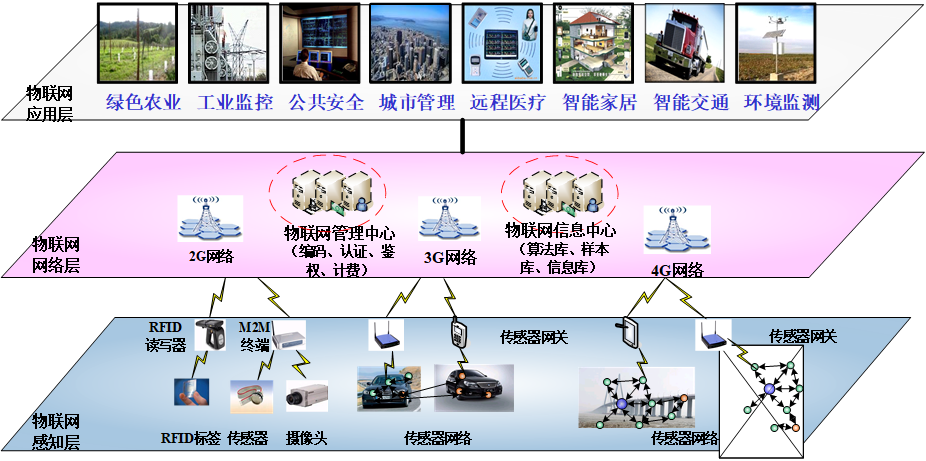 绿色农业 工业监控 公共安全 城市管理 远程医疗 智能家居 智能交通 环境监测
物联网
应用层
物联网管理中心
（编码、认证、鉴
权、计费）
物联网信息中心
（算法库、样本
库、信息库）
2G网络
3G网络
4G网络
物联网
网络层
RFID
读写器
M2M
终端
传感器网关
传感器网关
RFID标签
传感器
摄像头
传感器网络
传感器网络
物联网
感知层